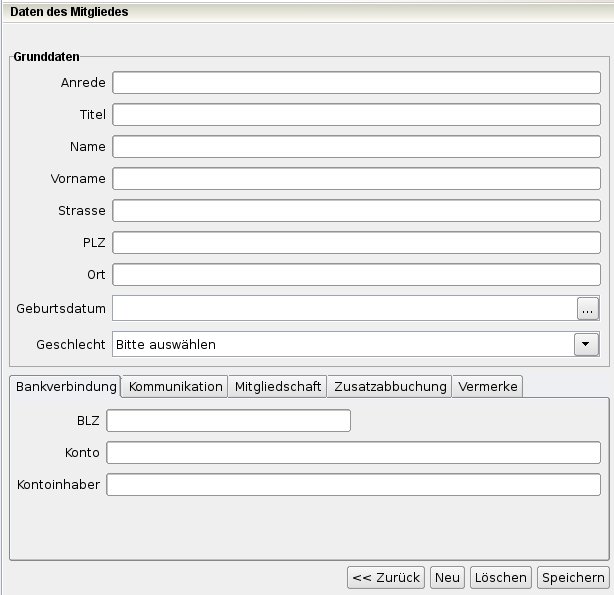 Daten des Mitgliedes
Grunddaten
Anrede
Titel
Name
Vorname
Strasse
PLZ
Ort
Geburtsdatum ...
Geschlecht Bitte auswählen
Bankverbindung Kommunikation Mitgliedschaft Zusatzabbuchung Vermerke
BLZ
Konto
Kontoinhaber
<< Zurück Neu Löschen Speichern